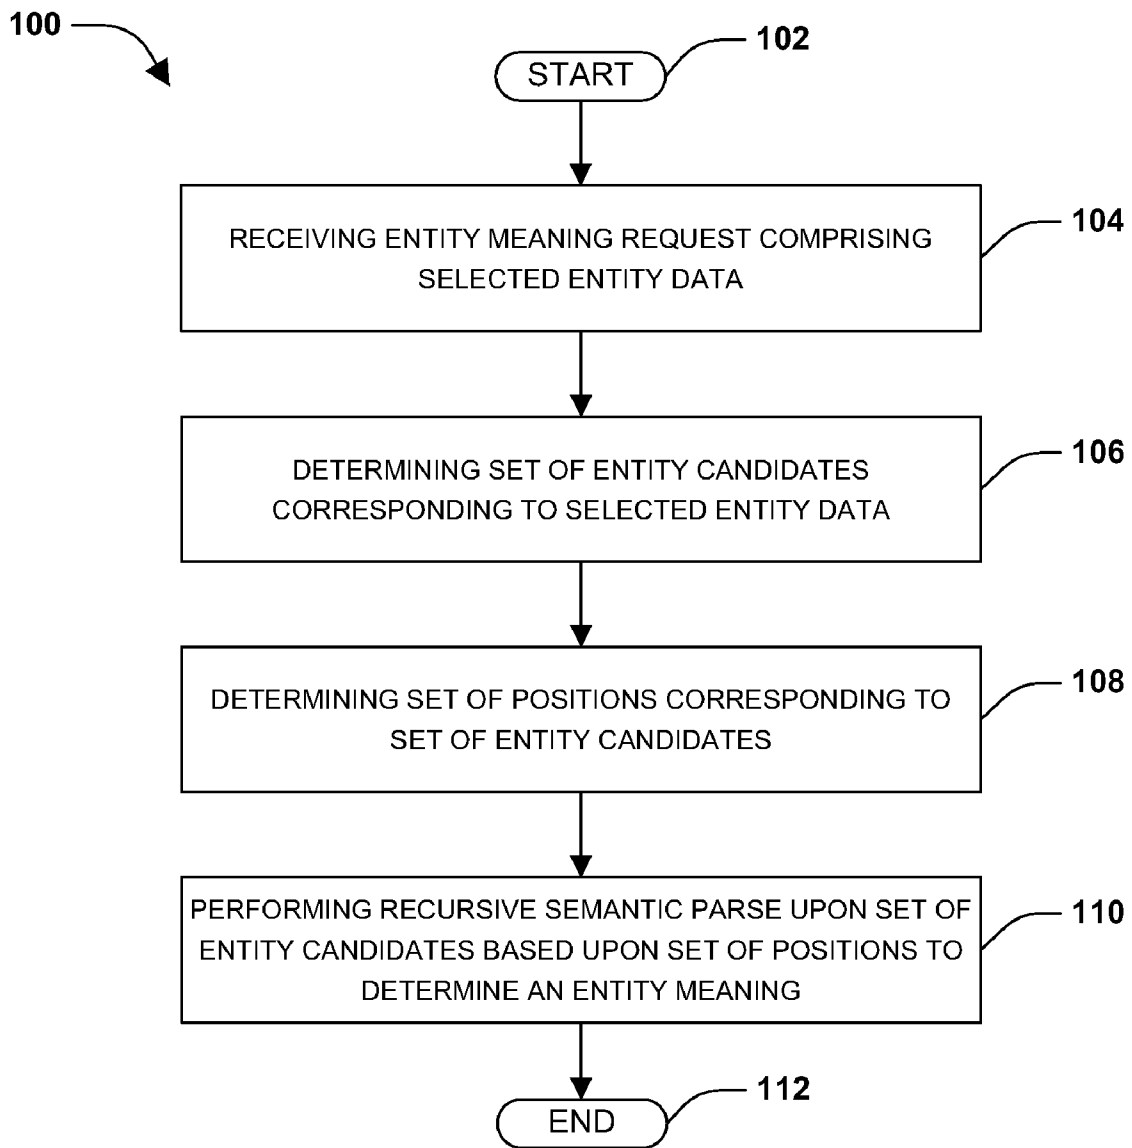 100
102
START
104
RECEIVING ENTITY MEANING REQUEST COMPRISING
SELECTED ENTITY DATA
106
DETERMINING SET OF ENTITY CANDIDATES
CORRESPONDING TO SELECTED ENTITY DATA
108
DETERMINING SET OF POSITIONS CORRESPONDING TO
SET OF ENTITY CANDIDATES
110
PERFORMING RECURSIVE SEMANTIC PARSE UPON SET OF
ENTITY CANDIDATES BASED UPON SET OF POSITIONS TO
DETERMINE AN ENTITY MEANING
112
END